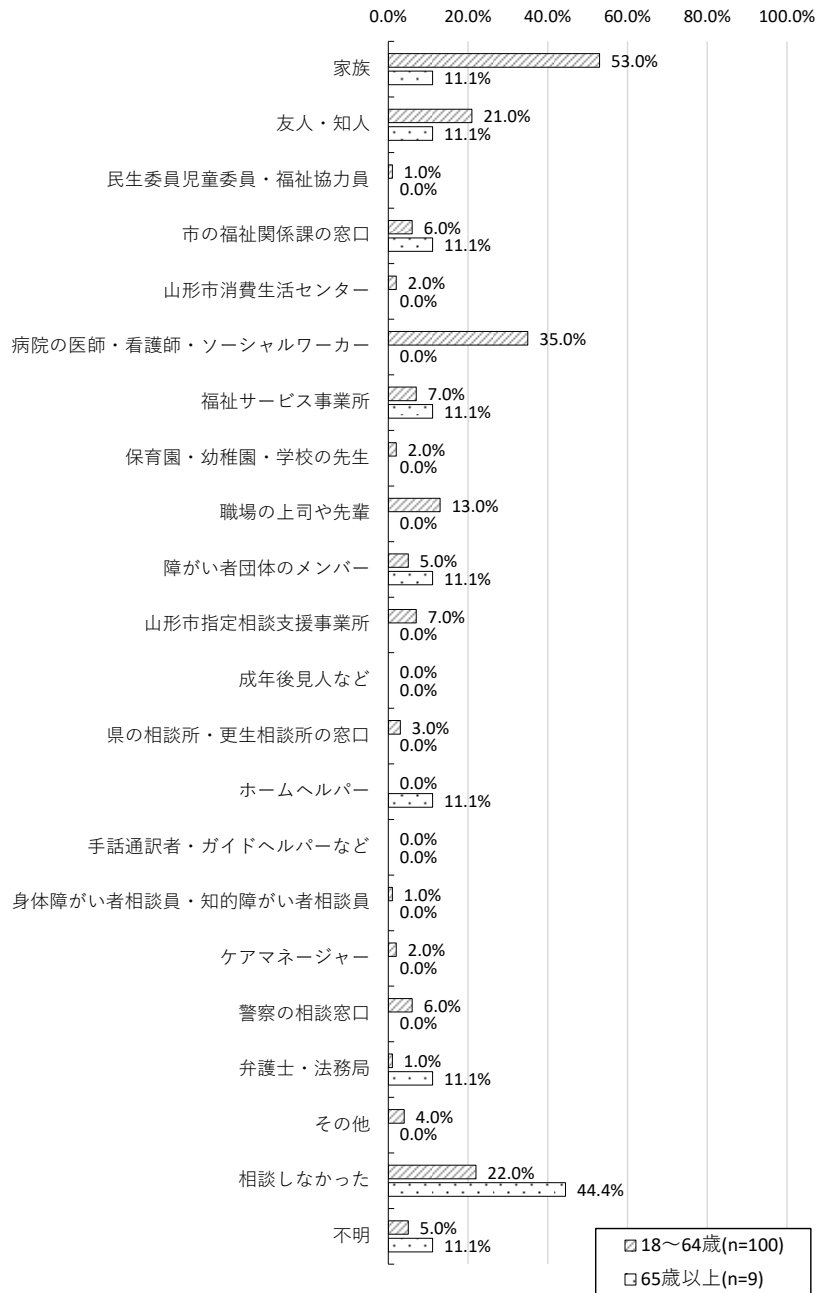 0.0% 20.0% 40.0% 60.0% 80.0% 100.0%
家族 53.0%
11.1%
友人・知人 21.0%
11.1%
民生委員児童委員・福祉協力員 1.0%
0.0%
市の福祉関係課の窓口 6.0%
11.1%
山形市消費生活センター 2.0%
0.0%
病院の医師・看護師・ソーシャルワーカー 35.0%
0.0%
福祉サービス事業所 7.0%
11.1%
保育園・幼稚園・学校の先生 2.0%
0.0%
職場の上司や先輩 13.0%
0.0%
障がい者団体のメンバー 5.0%
11.1%
山形市指定相談支援事業所 7.0%
0.0%
成年後見人など 0.0%
0.0%
県の相談所・更生相談所の窓口 3.0%
0.0%
ホームヘルパー 0.0%
11.1%
手話通訳者・ガイドヘルパーなど 0.0%
0.0%
身体障がい者相談員・知的障がい者相談員 1.0%
0.0%
ケアマネージャー 2.0%
0.0%
警察の相談窓口 6.0%
0.0%
弁護士・法務局 1.0%
11.1%
その他 4.0%
0.0%
相談しなかった 22.0%
44.4%
不明 5.0%
11.1%
18～64歳(n=100)
65歳以上(n=9)